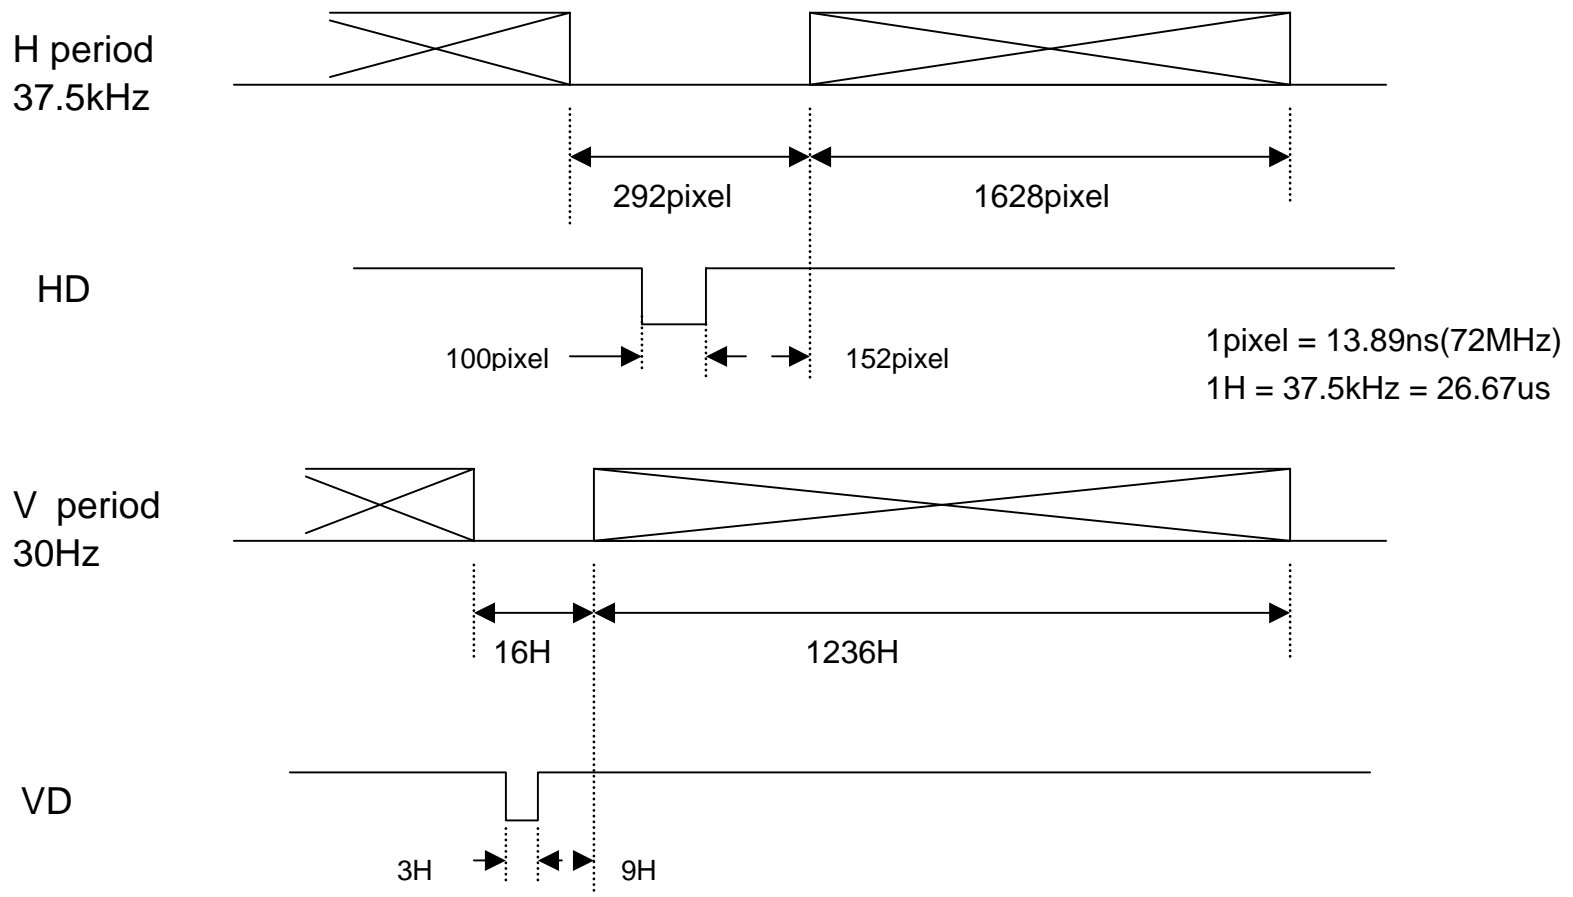 H period
37.5kHz
292pixel
1628pixel
HD
100pixel
152pixel
1pixel = 13.89ns(72MHz)
1H = 37.5kHz = 26.67us
V period
30Hz
16H
1236H
VD
3H
9H